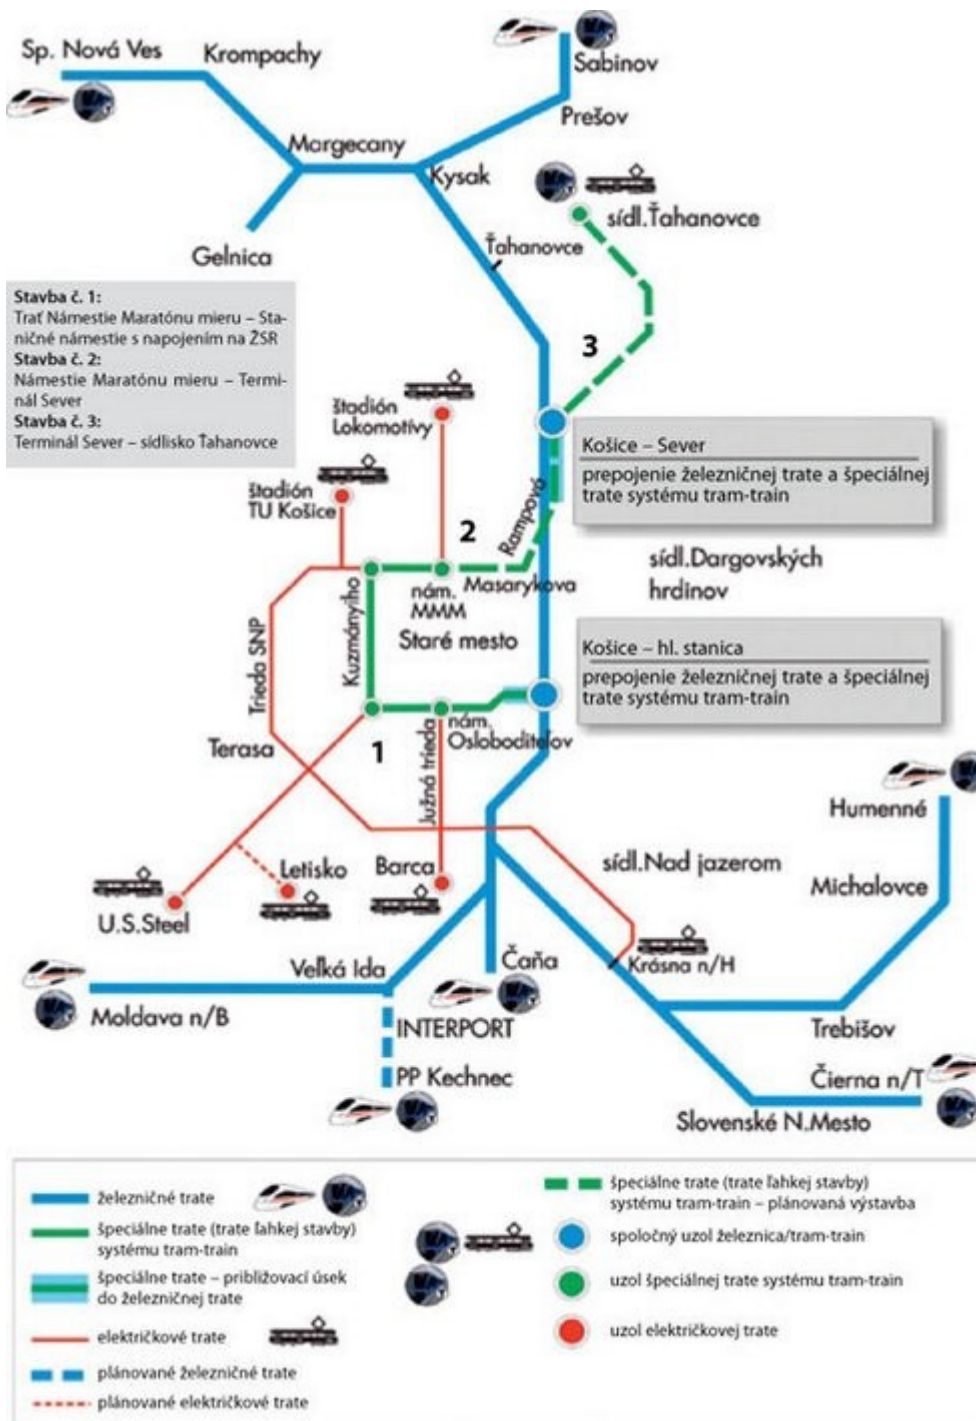 Sp. Nová Ves
Krompachy
Sabinov
Prešov
Margecany
Kysak
sídl.Ťahanovce
Gelnica
Ťahanovce
Stavba č. 1:
Trať Námestie Maratónu mieru – Sta-
ničné námestie s napojením na ŽSR
Stavba č. 2:
Námestie Maratónu mieru – Termi-
nál Sever
Stavba č. 3:
Terminál Sever – sídlisko Ťahanovce
3
štadión
Lokomotívy
štadión
TU Košice
Košice – Sever
prepojenie železničnej trate a špeciálnej
trate systému tram-train
2
Rampová
Masarykova
nám.
MMM
sídl.Dargovských
hrdinov
Kuzmányiho
Staré mesto
Trieda SNP
Košice – hl. stanica
prepojenie železničnej trate a špeciálnej
trate systému tram-train
nám.
Osloboditeľov
1
Terasa
Južná trieda
Humenné
Letisko
Barca
sídl.Nad jazerom
Michalovce
U.S.Steel
Veľká Ida
Čaňa
Krásna n/H
Moldava n/B
INTERPORT
Trebišov
PP Kechnec
Čierna n/T
Slovenské N.Mesto
železničné trate
špeciálne trate (trate ľahkej stavby)
systému tram-train
špeciálne trate – približovací úsek
do železničnej trate
električkové trate
plánované železničné trate
plánované električkové trate
špeciálne trate (trate ľahkej stavby)
systému tram-train – plánovaná výstavba
spoločný uzol železnica/tram-train
uzol špeciálnej trate systému tram-train
uzol električkovej trate